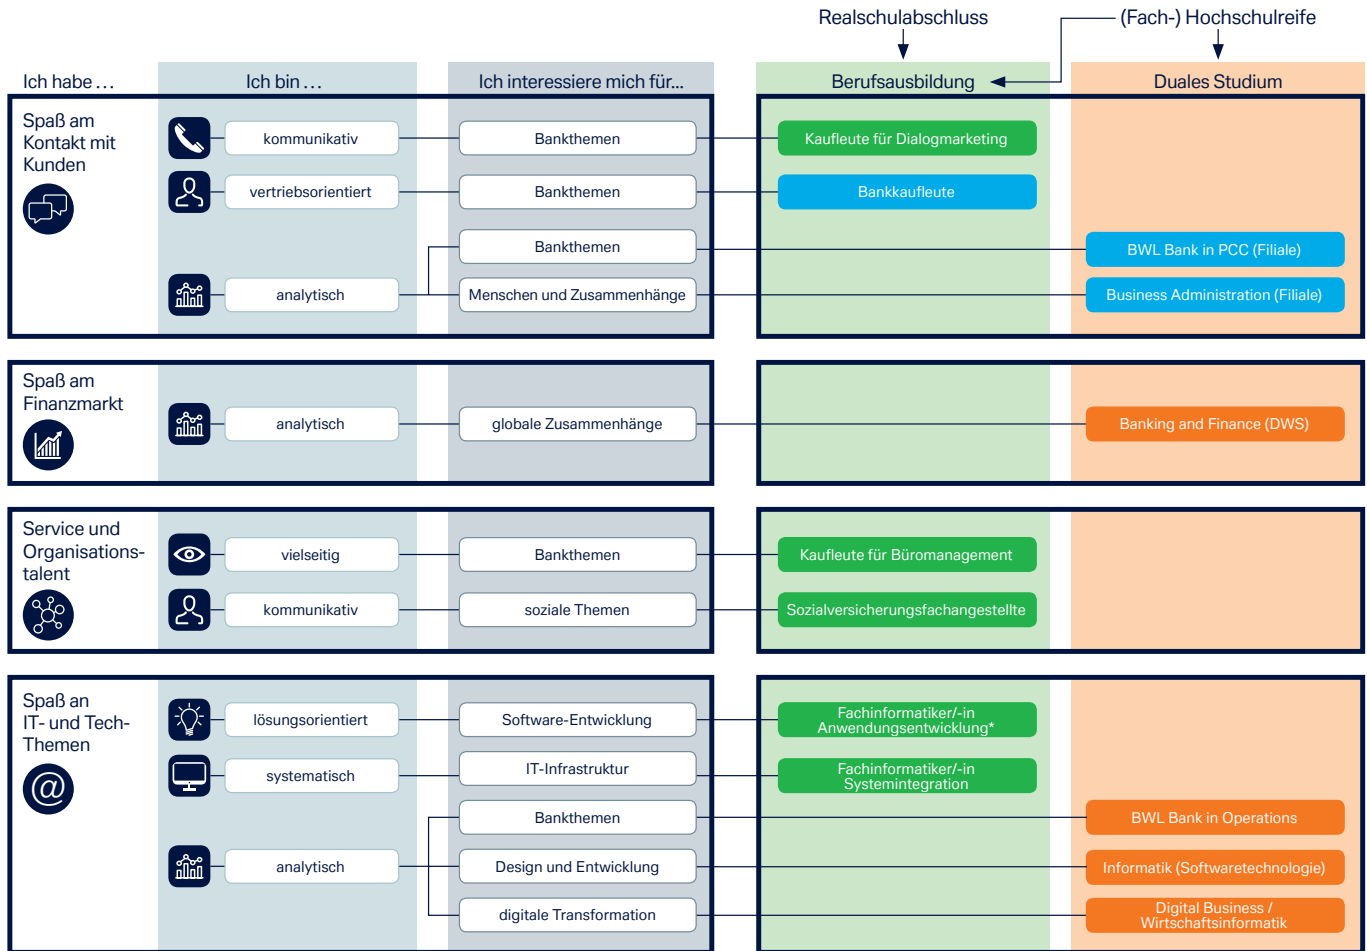 Realschulabschluss
(Fach-) Hochschulreife
Ich habe ...
Ich bin ...
Ich interessiere mich für...
Berufsausbildung
Duales Studium
Spaß am
Kontakt mit
Kunden
kommunikativ
Bankthemen
Kaufleute für Dialogmarketing
vertriebsorientiert
Bankthemen
Bankkaufleute
Bankthemen
BWL Bank in PCC (Filiale)
analytisch
Menschen und Zusammenhänge
Business Administration (Filiale)
Spaß am
Finanzmarkt
analytisch
globale Zusammenhänge
Banking and Finance (DWS)
Service und
Organisations-
talent
vielseitig
Bankthemen
Kaufleute für Büromanagement
kommunikativ
soziale Themen
Sozialversicherungsfachangestellte
Spaß an
IT- und Tech-
Themen
@
lösungsorientiert
Software-Entwicklung
Fachinformatiker/-in
Anwendungsentwicklung*
systematisch
IT-Infrastruktur
Fachinformatiker/-in
Systemintegration
Bankthemen
BWL Bank in Operations
analytisch
Design und Entwicklung
Informatik (Softwaretechnologie)
digitale Transformation
Digital Business /
Wirtschaftsinformatik